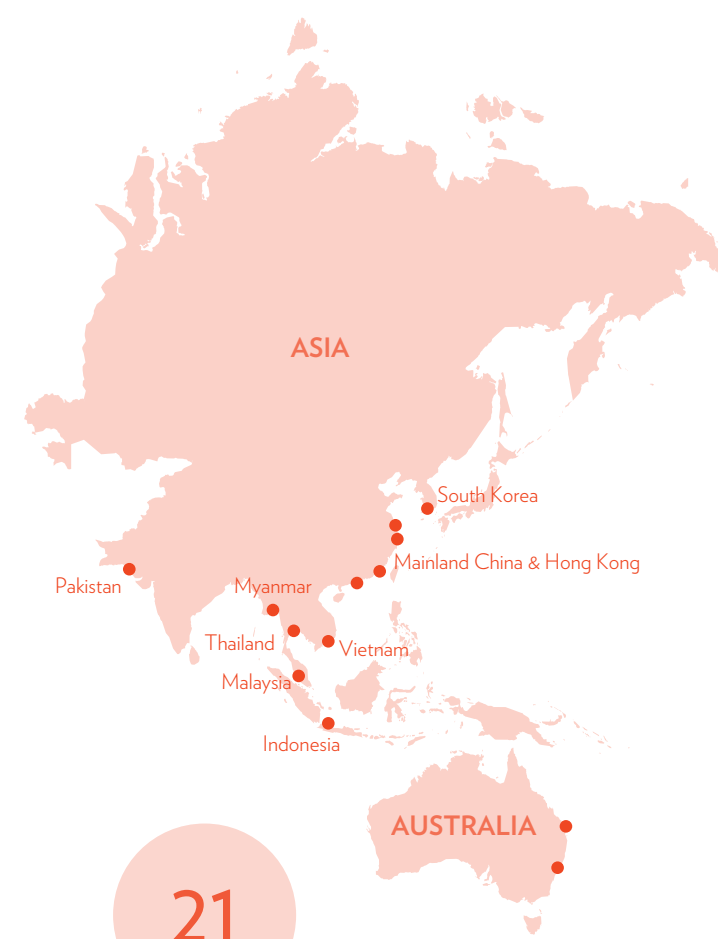 ASIA
South Korea
Mainland China & Hong Kong
Pakistan
Myanmar
Thailand
Vietnam
Malaysia
Indonesia
AUSTRALIA
21